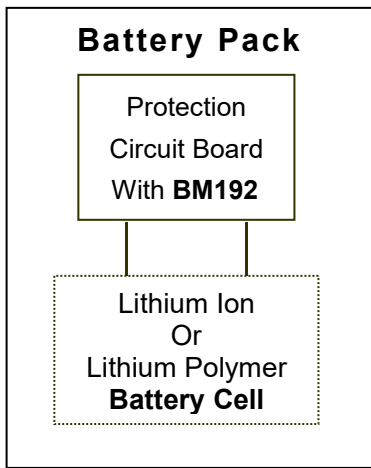 Battery Pack
Protection
Circuit Board
With BM192
Lithium Ion
Or
Lithium Polymer
Battery Cell